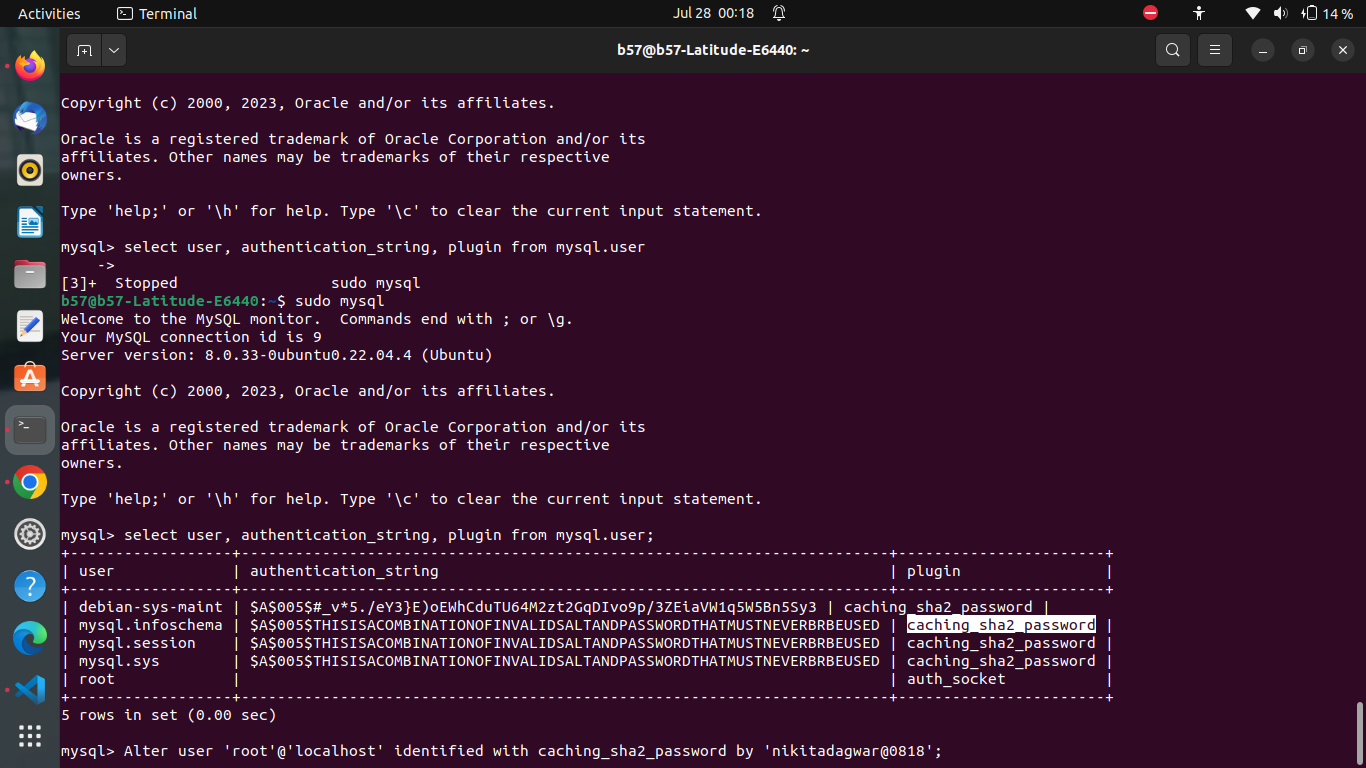 Activities Terminal Jul 28 00:18 14 %
b57@b57-Latitude-E6440: ~
Copyright (c) 2000, 2023, Oracle and/or its affiliates.
Oracle is a registered trademark of Oracle Corporation and/or its
affiliates. Other names may be trademarks of their respective
owners.
Type 'help;' or '\h' for help. Type '\c' to clear the current input statement.
mysql> select user, authentication_string, plugin from mysql.user
    ->
[3]+  Stopped                 sudo mysql
b57@b57-Latitude-E6440:~$ sudo mysql
Welcome to the MySQL monitor.  Commands end with ; or \g.
Your MySQL connection id is 9
Server version: 8.0.33-0ubuntu0.22.04.4 (Ubuntu)
Copyright (c) 2000, 2023, Oracle and/or its affiliates.
Oracle is a registered trademark of Oracle Corporation and/or its
affiliates. Other names may be trademarks of their respective
owners.
Type 'help;' or '\h' for help. Type '\c' to clear the current input statement.
mysql> select user, authentication_string, plugin from mysql.user;
+------------------+------------------------------------------------------------------------+-----------------------+
| user             | authentication_string                                                  | plugin                |
+------------------+------------------------------------------------------------------------+-----------------------+
| debian-sys-maint | $A$005$#_v*5./eY3}E)oEWhCduTU64M2zt2GqDIvo9p/3ZEiaVW1q5W5Bn5Sy3 | caching_sha2_password |
| mysql.infoschema | $A$005$THISISACOMBINATIONOFINVALIDSALTANDPASSWORDTHATMUSTNEVERBRBEUSED | caching_sha2_password |
| mysql.session    | $A$005$THISISACOMBINATIONOFINVALIDSALTANDPASSWORDTHATMUSTNEVERBRBEUSED | caching_sha2_password |
| mysql.sys        | $A$005$THISISACOMBINATIONOFINVALIDSALTANDPASSWORDTHATMUSTNEVERBRBEUSED | caching_sha2_password |
| root             |                                                                        | auth_socket           |
+------------------+------------------------------------------------------------------------+-----------------------+
5 rows in set (0.00 sec)
mysql> Alter user 'root'@'localhost' identified with caching_sha2_password by 'nikitadagwar@0818';